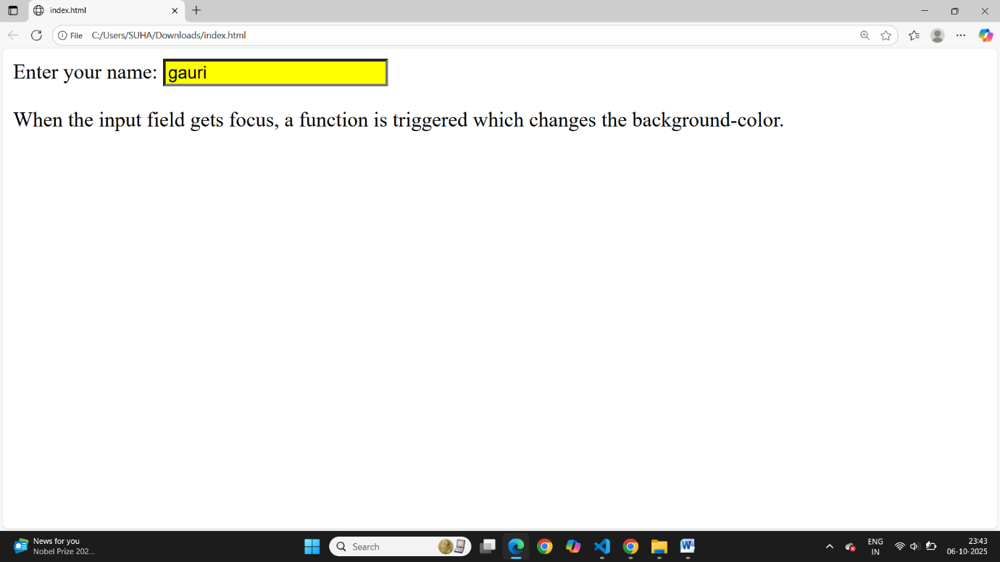 index.html
File C:/Users/SUHA/Downloads/index.html
Enter your name: gauri
When the input field gets focus, a function is triggered which changes the background-color.
News for you
Nobel Prize 202...
Search
ENG
IN
23:43
06-10-2025